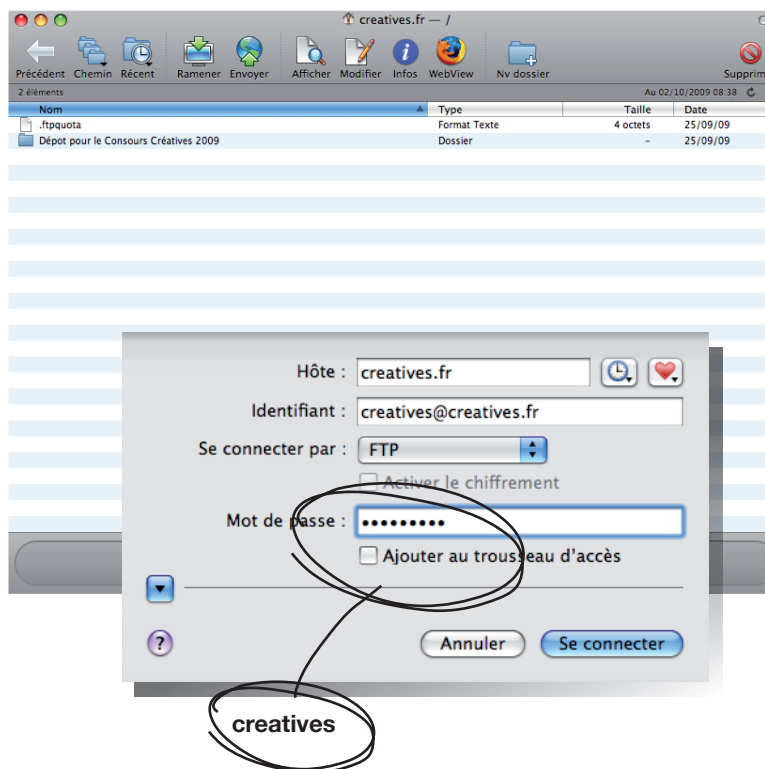 creatives.fr — /
Précédent Chemin Récent Ramener Envoyer Afficher Modifier Infos WebView Nv dossier Supprim
2 éléments Au 02/10/2009 08:38
Nom Type Taille Date
.ftpquota Format Texte 4 octets 25/09/09
Dépot pour le Consours Créatives 2009 Dossier – 25/09/09
Hôte : creatives.fr
Identifiant : creatives@creatives.fr
Se connecter par : FTP
Activer le chiffrement
Mot de passe : •••••••••
Ajouter au trousseau d'accès
? Annuler Se connecter
creatives